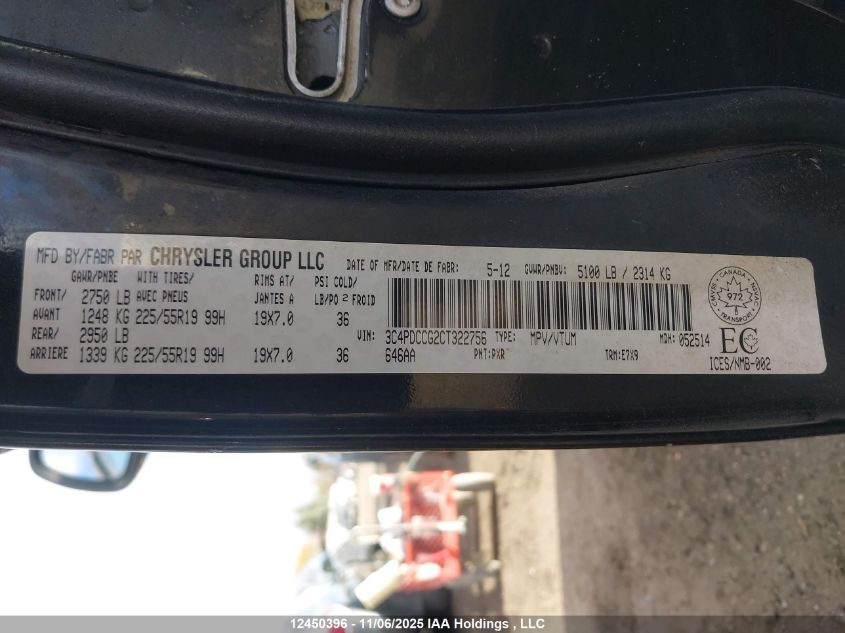 MFD BY/FABR PAR CHRYSLER GROUP LLC DATE OF MFR/DATE DE FABR: 5-12 GVWR/PNBV: 5100 LB / 2314 KG
GAWR/PNBE WITH TIRES/ RIMS AT/ PSI COLD/
FRONT/ 2750 LB AVEC PNEUS JANTES A LB/PO 2 FROID
AVANT 1248 KG 225/55R19 99H 19X7.0 36
REAR/ 2950 LB VIN: 3C4PDCCG2CT322756 TYPE: MPV/VTUM MDH: 052514
ARRIERE 1339 KG 225/55R19 99H 19X7.0 36 646AA PNT:PXR TRM:E7X9
CANADA
972
TRANSPORT
EC
ICES/NMB-002
12450396 - 11/06/2025 IAA Holdings , LLC